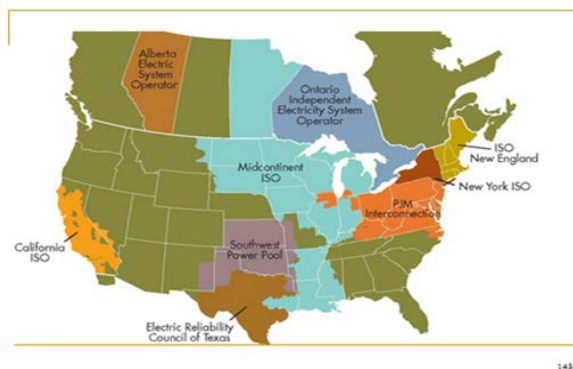 Alberta
Electric
System
Operator
Ontario
Independent
Electricity System
Operator
ISO
New England
Midcontinent
ISO
New York ISO
PJM
Interconnection
California
ISO
Southwest
Power Pool
Electric Reliability
Council of Texas